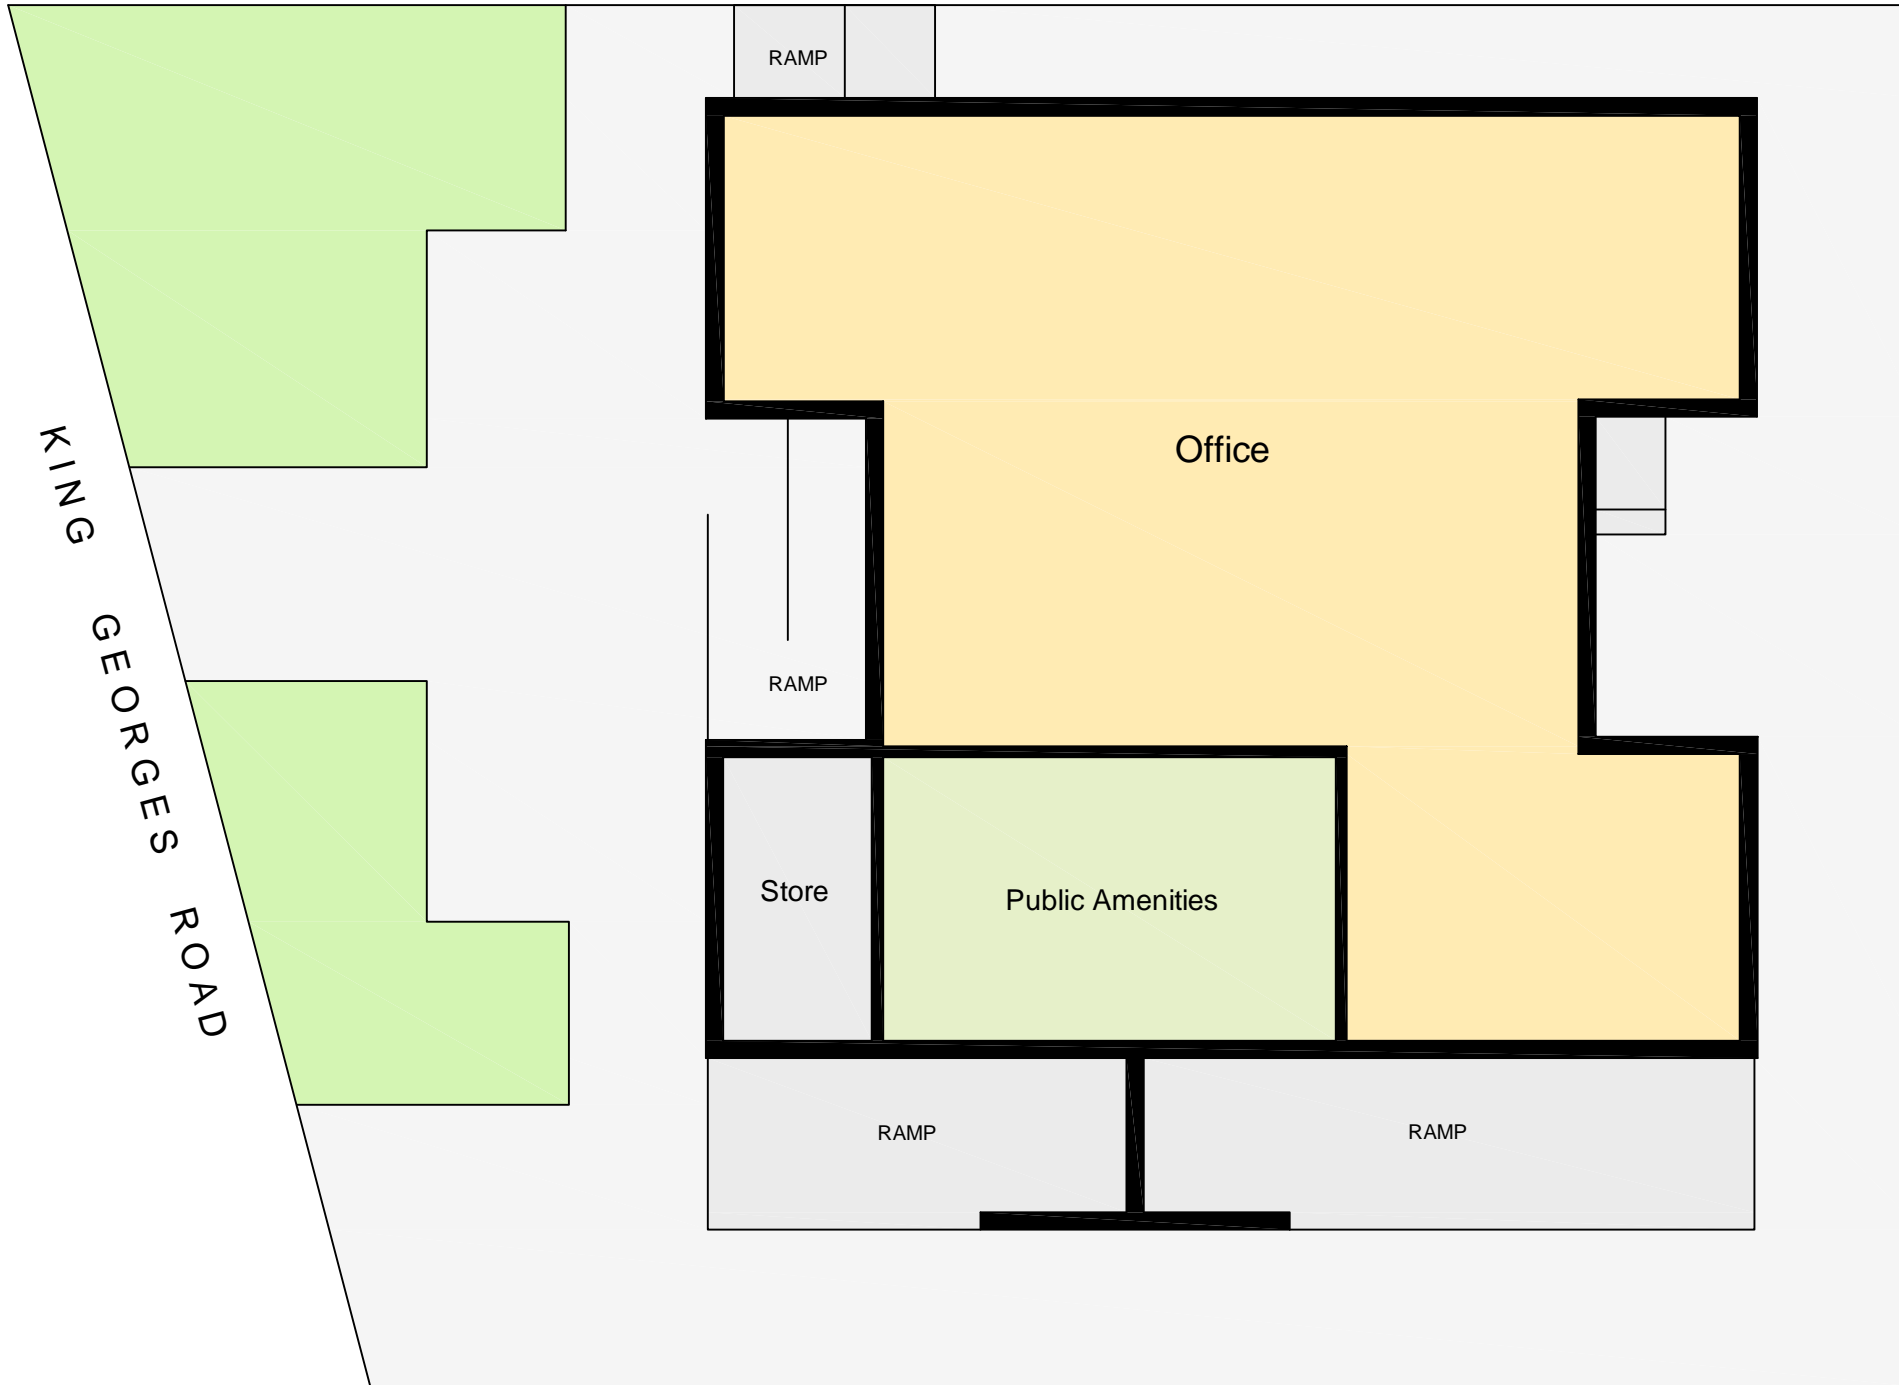 RAMP
Office
KING GEORGES ROAD
RAMP
Store
Public Amenities
RAMP
RAMP